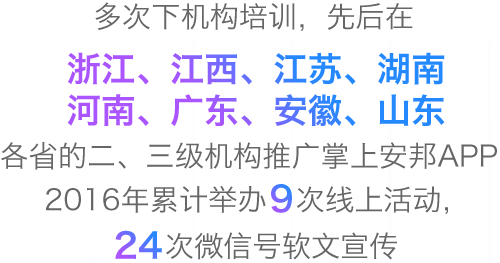 多次下机构培训，先后在
浙江、江西、江苏、湖南
河南、广东、安徽、山东
各省的二、三级机构推广掌上安邦APP
2016年累计举办9次线上活动，
24次微信号软文宣传